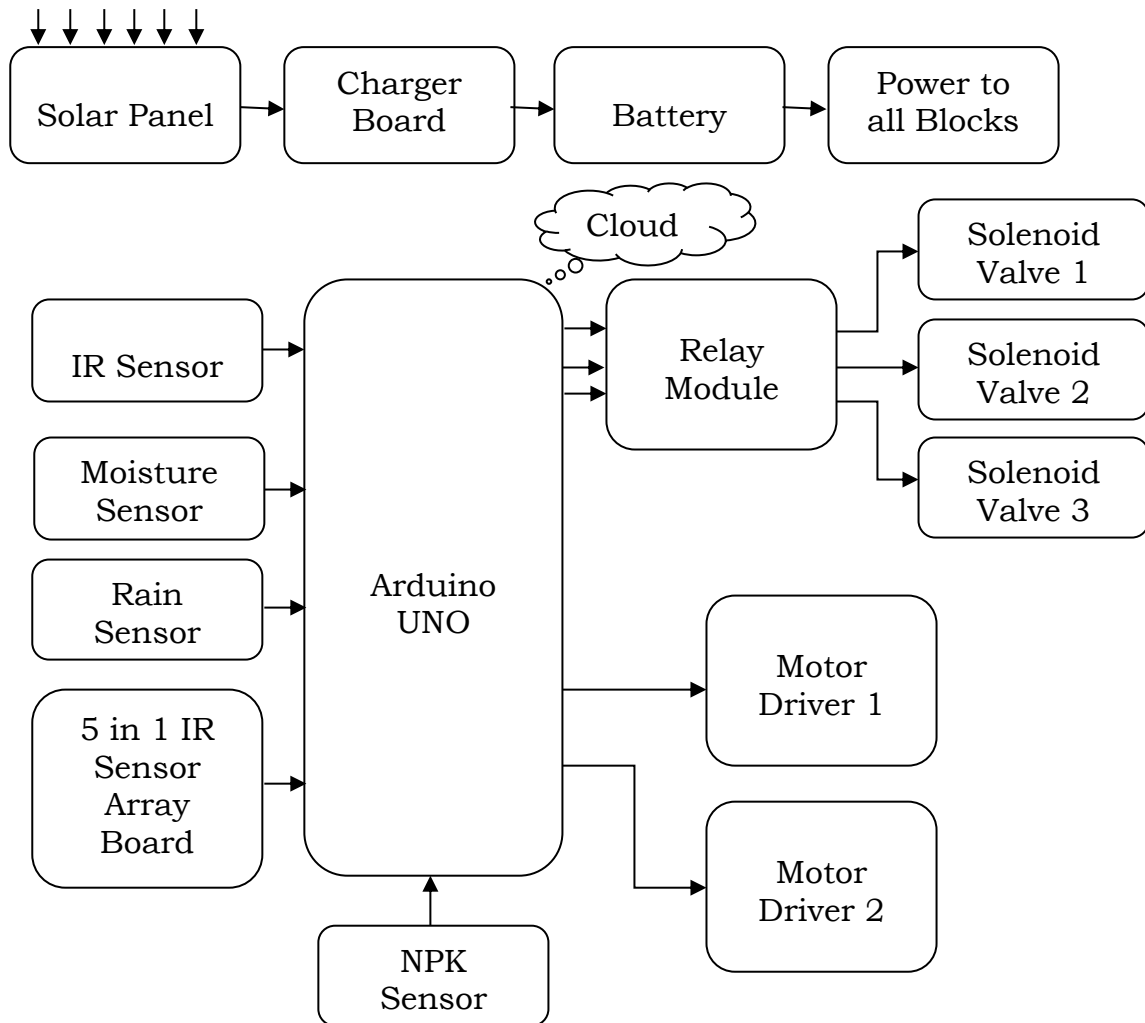 Solar Panel
Charger
Board
Battery
Power to
all Blocks
Cloud
Solenoid
Valve 1
IR Sensor
Relay
Module
Solenoid
Valve 2
Moisture
Sensor
Solenoid
Valve 3
Rain
Sensor
Arduino
UNO
5 in 1 IR
Sensor
Array
Board
Motor
Driver 1
Motor
Driver 2
NPK
Sensor